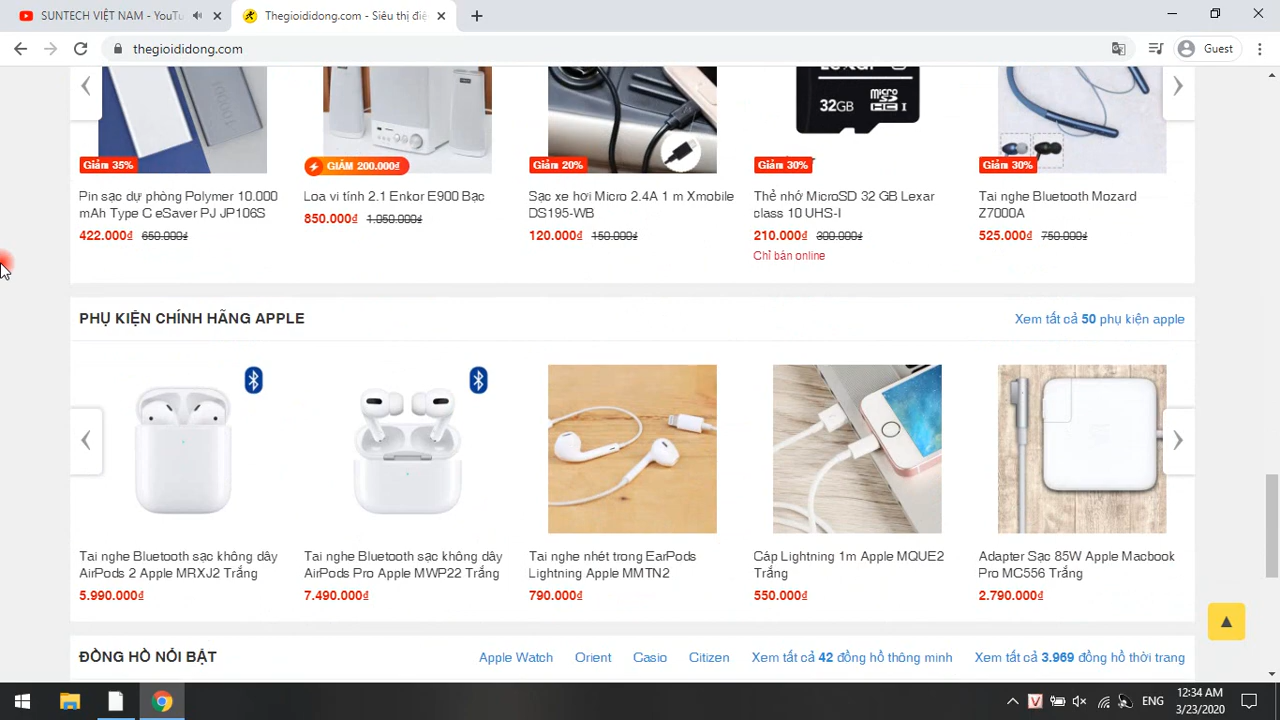 SUNTECH VIỆT NAM - YouTu
Thegioididong.com - Siêu thị điệ
thegioididong.com
Guest
10000
32GB
micro
HC I
Giảm 35%
GIẢM 200.000₫
Giảm 20%
Giảm 30%
Giảm 30%
Pin sạc dự phòng Polymer 10.000
mAh Type C eSaver PJ JP106S
422.000₫ 650.000₫
Loa vi tính 2.1 Enkor E900 Bạc
850.000₫ 1.050.000₫
Sạc xe hơi Micro 2.4A 1 m Xmobile
DS195-WB
120.000₫ 150.000₫
Thẻ nhớ MicroSD 32 GB Lexar
class 10 UHS-I
210.000₫ 300.000₫
Chỉ bán online
Tai nghe Bluetooth Mozard
Z7000A
525.000₫ 750.000₫
PHỤ KIỆN CHÍNH HÃNG APPLE
Xem tất cả 50 phụ kiện apple
Tai nghe Bluetooth sạc không dây
AirPods 2 Apple MRXJ2 Trắng
5.990.000₫
Tai nghe Bluetooth sạc không dây
AirPods Pro Apple MWP22 Trắng
7.490.000₫
Tai nghe nhét trong EarPods
Lightning Apple MMTN2
790.000₫
Cáp Lightning 1m Apple MQUE2
Trắng
550.000₫
Adapter Sạc 85W Apple Macbook
Pro MC556 Trắng
2.790.000₫
ĐỒNG HỒ NỔI BẬT
Apple Watch
Orient
Casio
Citizen
Xem tất cả 42 đồng hồ thông minh
Xem tất cả 3.969 đồng hồ thời trang
V
ENG
12:34 AM
3/23/2020